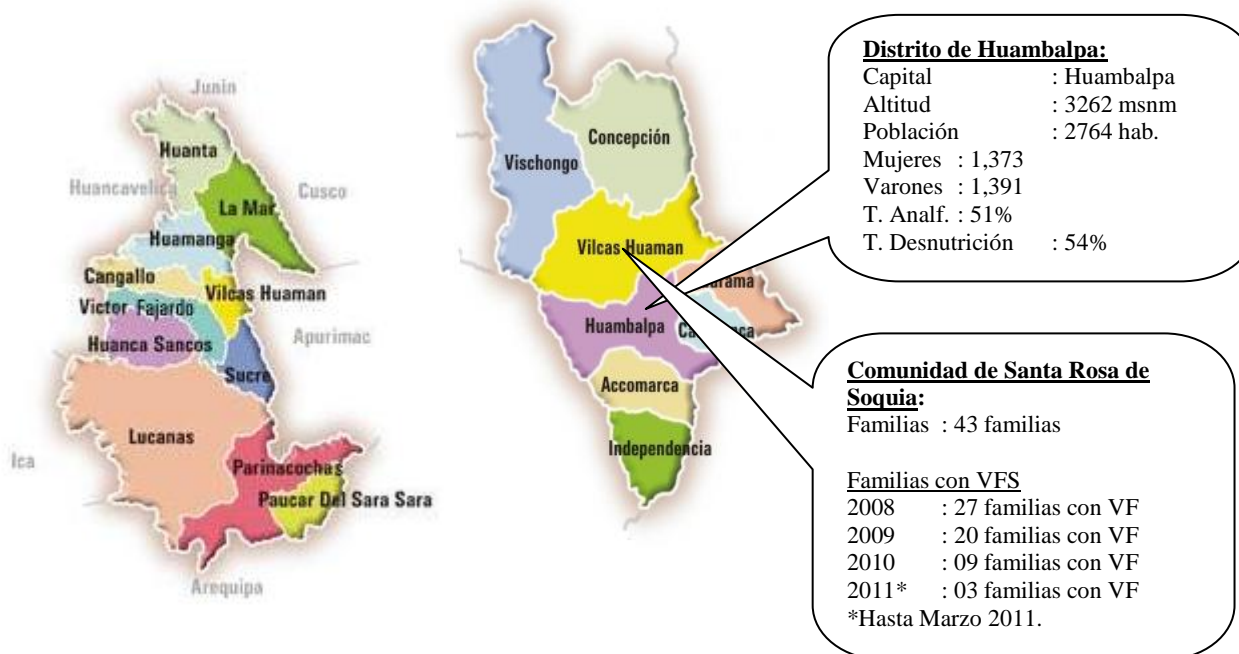 Junín
Huanta
Huancavelica
Cusco
La Mar
Huamanga
Cangallo
Vilcas Huaman
Victor Fajardo
Apurimac
Huanca Sancos
Sucre
Lucanas
Ica
Parinacochas
Paucar Del Sara Sara
Arequipa
Concepción
Vischongo
Vilcas Huaman
Huambalpa
Accomarca
Independencia
Distrito de Huambalpa:
Capital : Huambalpa
Altitud : 3262 msnm
Población : 2764 hab.
Mujeres : 1,373
Varones : 1,391
T. Analf. : 51%
T. Desnutrición : 54%
Comunidad de Santa Rosa de
Soquia:
Familias : 43 familias
Familias con VFS
2008 : 27 familias con VF
2009 : 20 familias con VF
2010 : 09 familias con VF
2011* : 03 familias con VF
*Hasta Marzo 2011.